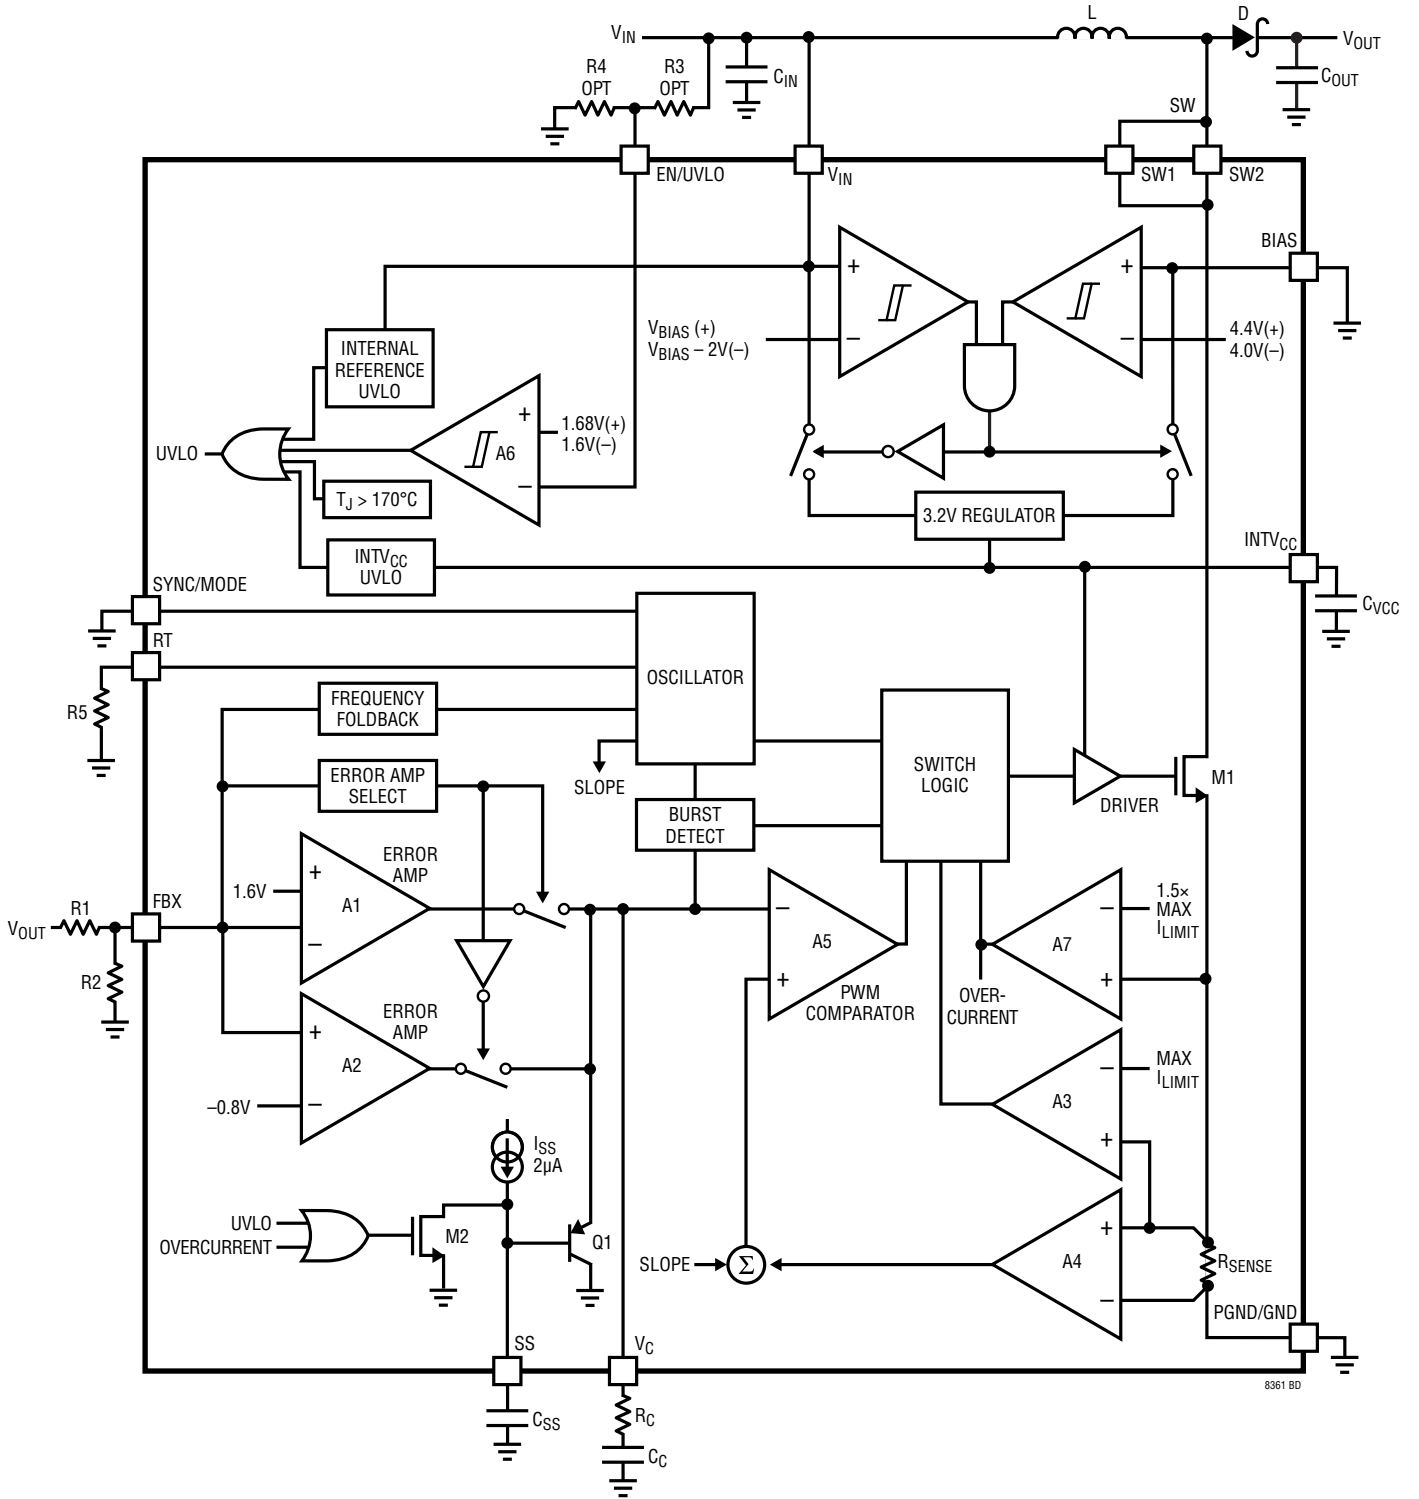 L
D
VIN
VOUT
R4
OPT
R3
OPT
CIN
COUT
SW
EN/UVLO
VIN
SW1
SW2
BIAS
+
+
VBIAS (+)
VBIAS – 2V(–)
–
–
4.4V(+)
4.0V(–)
INTERNAL
REFERENCE
UVLO
+
1.68V(+)
1.6V(–)
UVLO
A6
–
TJ > 170°C
3.2V REGULATOR
INTVCC
INTVCC
UVLO
SYNC/MODE
CVCC
RT
OSCILLATOR
FREQUENCY
FOLDBACK
R5
SLOPE
SWITCH
LOGIC
M1
DRIVER
ERROR AMP
SELECT
BURST
DETECT
ERROR
AMP
+
1.6V
A1
–
FBX
R1
VOUT
R2
–
A5
+
PWM
COMPARATOR
–
1.5×
MAX
ILIMIT
A7
+
OVER-
CURRENT
ERROR
AMP
+
A2
–0.8V
–
–
MAX
ILIMIT
A3
+
ISS
2µA
UVLO
OVERCURRENT
M2
Q1
SLOPE
Σ
+
A4
–
RSENSE
PGND/GND
SS
VC
8361 BD
CSS
RC
CC